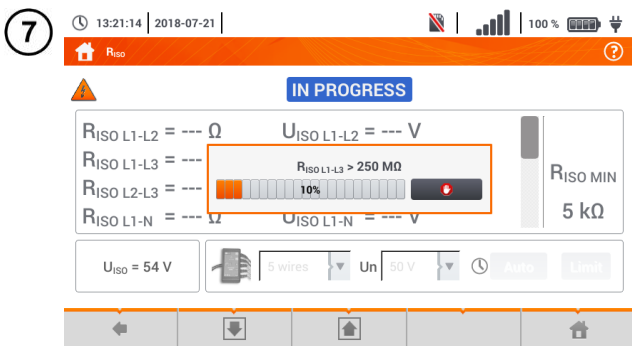 7
13:21:14 2018-07-21 100 %
RISO ?
IN PROGRESS
RISO L1-L2 = --- Ω UISO L1-L2 = --- V
RISO L1-L3 = ---
RISO L1-L3 > 250 MΩ
10%
RISO L2-L3 = ---
RISO L1-N = --- Ω UISO L1-N = --- V
RISO MIN
5 kΩ
UISO = 54 V
5 wires Un 50 V Auto Limit